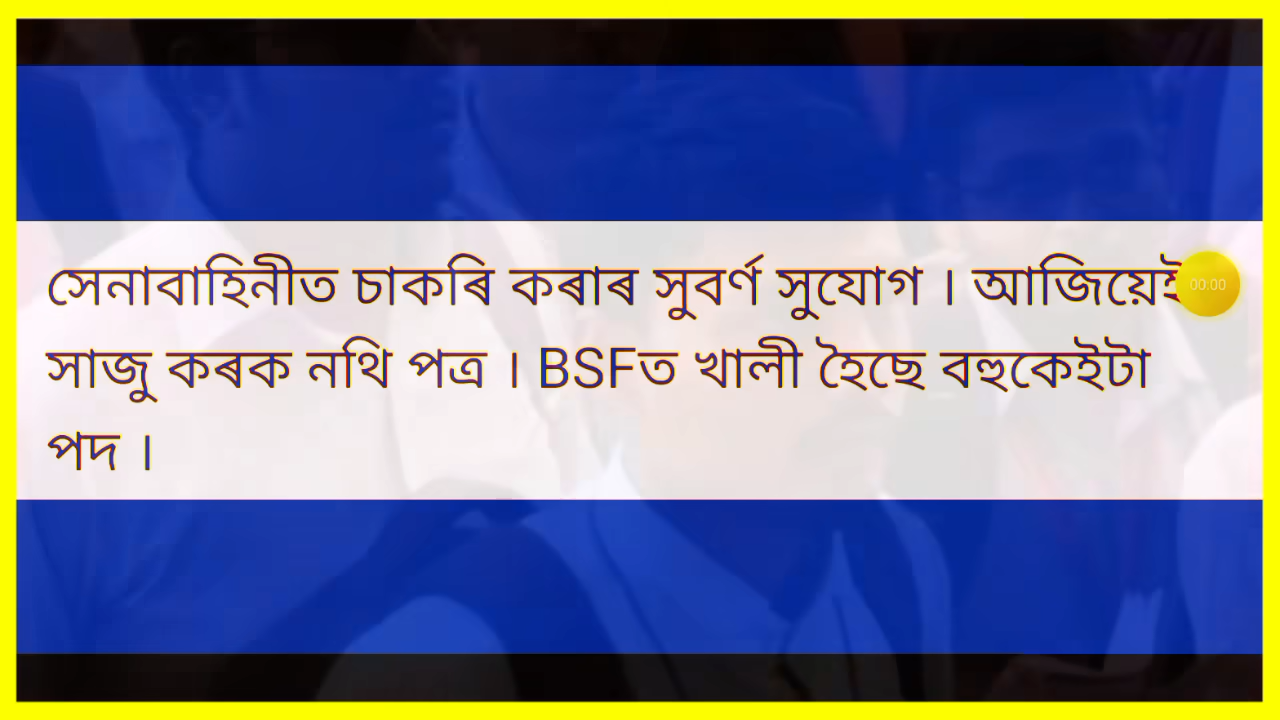 সেনাবাহিনীত চাকৰি কৰাৰ সুবৰ্ণ সুযোগ । আজিয়েই
সাজু কৰক নথি পত্ৰ । BSFত খালী হৈছে বহুকেইটা
পদ ।
00:00